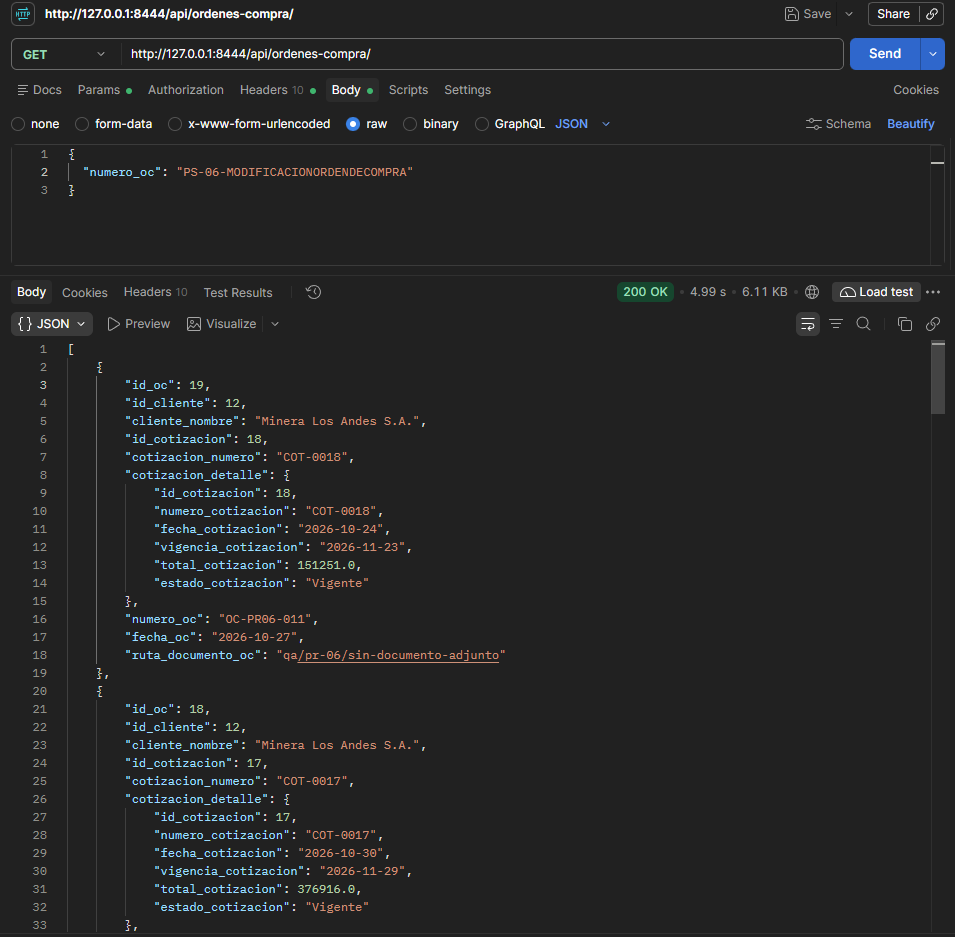 HTTP http://127.0.0.1:8444/api/ordenes-compra/ Save Share
GET http://127.0.0.1:8444/api/ordenes-compra/ Send
Docs Params Authorization Headers 10 Body Scripts Settings Cookies
none form-data x-www-form-urlencoded raw binary GraphQL JSON Schema Beautify
1 {
2 "numero_oc": "PS-06-MODIFICACIONORDENDECOMPRA"
3 }
Body Cookies Headers 10 Test Results 200 OK 4.99 s 6.11 KB Load test
{} JSON Preview Visualize
1 [
2 {
3 "id_oc": 19,
4 "id_cliente": 12,
5 "cliente_nombre": "Minera Los Andes S.A.",
6 "id_cotizacion": 18,
7 "cotizacion_numero": "COT-0018",
8 "cotizacion_detalle": {
9 "id_cotizacion": 18,
10 "numero_cotizacion": "COT-0018",
11 "fecha_cotizacion": "2026-10-24",
12 "vigencia_cotizacion": "2026-11-23",
13 "total_cotizacion": 151251.0,
14 "estado_cotizacion": "Vigente"
15 },
16 "numero_oc": "OC-PR06-011",
17 "fecha_oc": "2026-10-27",
18 "ruta_documento_oc": "qa/pr-06/sin-documento-adjunto"
19 },
20 {
21 "id_oc": 18,
22 "id_cliente": 12,
23 "cliente_nombre": "Minera Los Andes S.A.",
24 "id_cotizacion": 17,
25 "cotizacion_numero": "COT-0017",
26 "cotizacion_detalle": {
27 "id_cotizacion": 17,
28 "numero_cotizacion": "COT-0017",
29 "fecha_cotizacion": "2026-10-30",
30 "vigencia_cotizacion": "2026-11-29",
31 "total_cotizacion": 376916.0,
32 "estado_cotizacion": "Vigente"
33 },